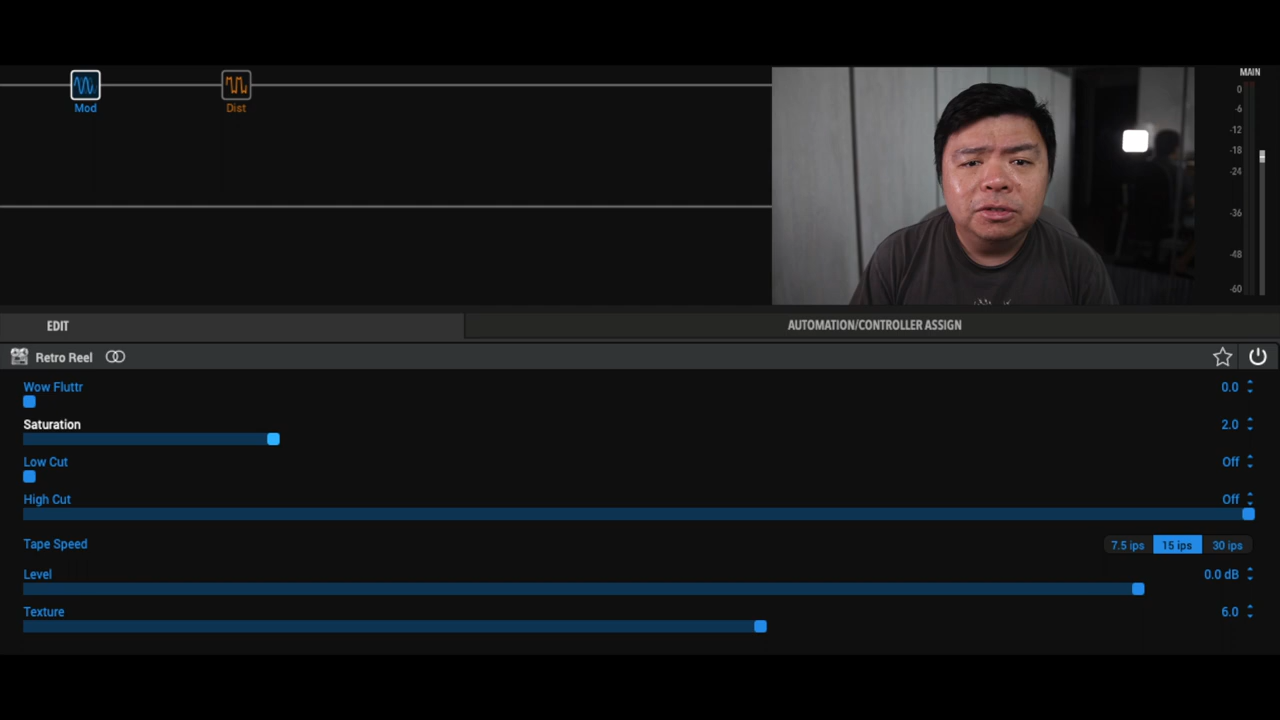 MAIN
0
-6
-12
-18
-24
-36
-48
-60
Mod
Dist
EDIT
AUTOMATION/CONTROLLER ASSIGN
Retro Reel
Wow Fluttr 0.0
Saturation 2.0
Low Cut Off
High Cut Off
Tape Speed 7.5 ips 15 ips 30 ips
Level 0.0 dB
Texture 6.0